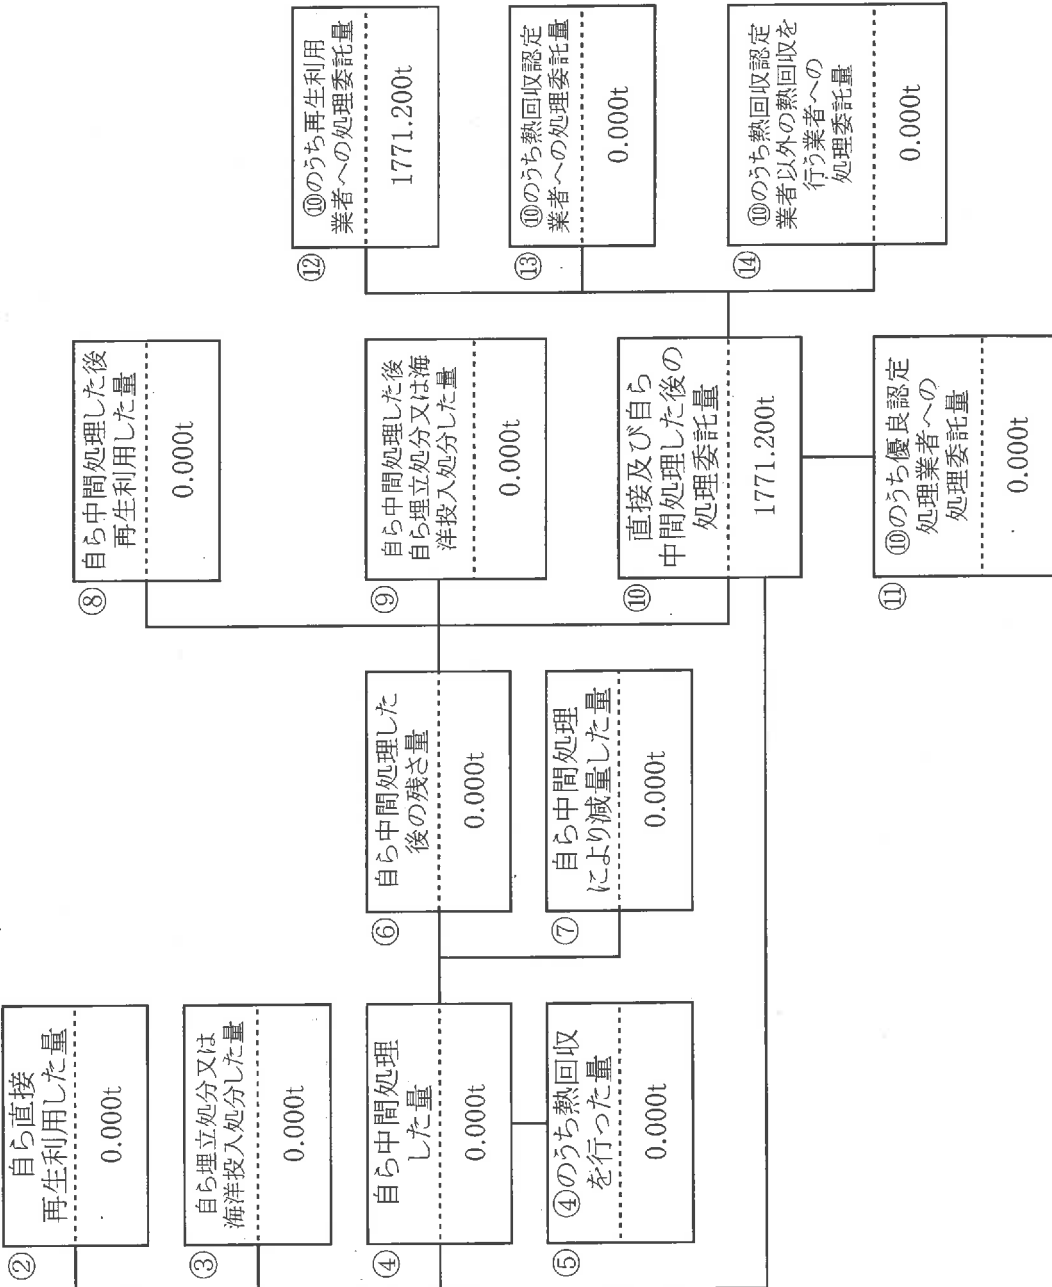 ②
自ら直接
再生利用した量
0.000t
③
自ら埋立処分又は
海洋投入処分した量
0.000t
④
自ら中間処理
した量
0.000t
⑤
④のうち熱回収
を行った量
0.000t
⑥
自ら中間処理した
後の残さ量
0.000t
⑦
自ら中間処理
により減量した量
0.000t
⑧
自ら中間処理した後
再生利用した量
0.000t
⑨
自ら中間処理した後
自ら埋立処分又は海
洋投入処分した量
0.000t
⑩
直接及び自ら
中間処理した後の
処理委託量
1771.200t
⑪
⑩のうち優良認定
処理業者への
処理委託量
0.000t
⑫
⑩のうち再生利用
業者への処理委託量
1771.200t
⑬
⑩のうち熱回収認定
業者への処理委託量
0.000t
⑭
⑩のうち熱回収認定
業者以外の熱回収を
行う業者への
処理委託量
0.000t